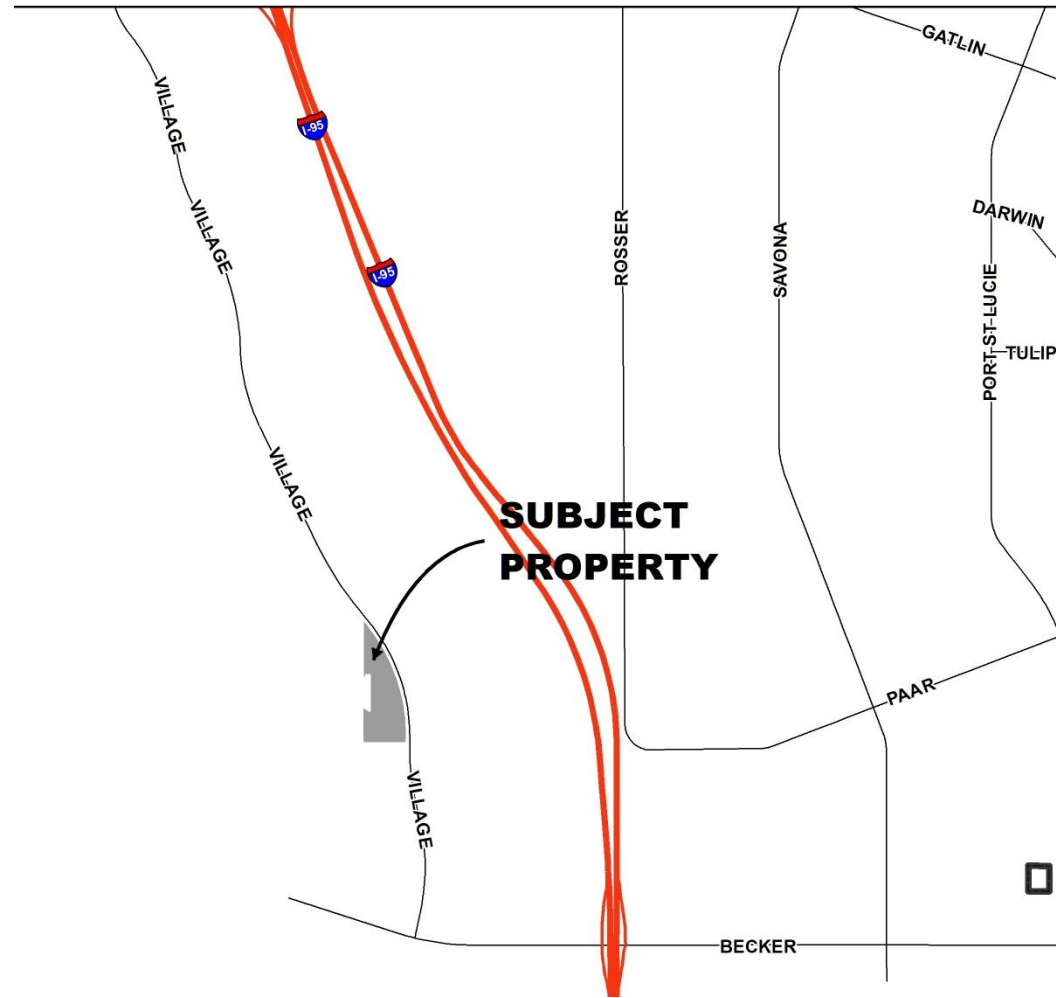 GATLIN
VILLAGE
I-95
DARWIN
VILLAGE
ROSSER
SAVONA
I-95
PORT ST LUCIE
TULIP
VILLAGE
SUBJECT
PROPERTY
PAAR
VILLAGE
BECKER